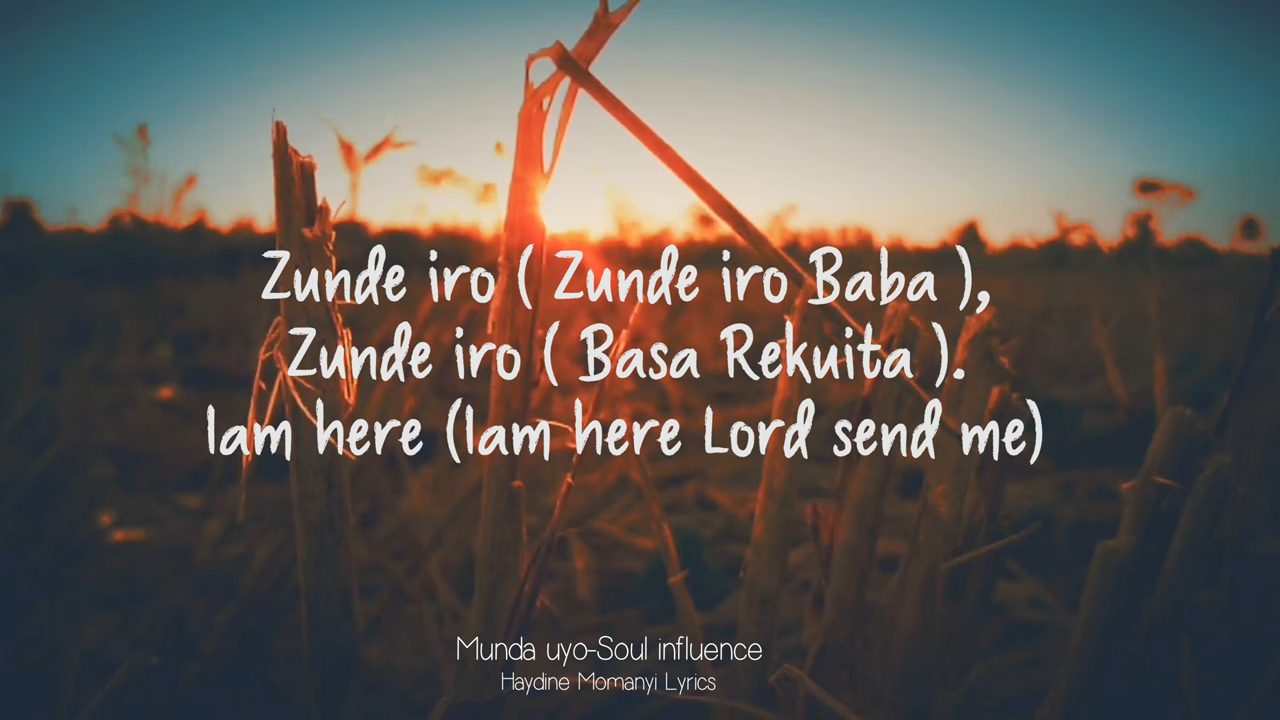 Zunde iro ( Zunde iro Baba ),
Zunde iro ( Basa Rekuita ).
Iam here (Iam here Lord send me)
Munda uyo-Soul influence
Haydine Momanyi Lyrics